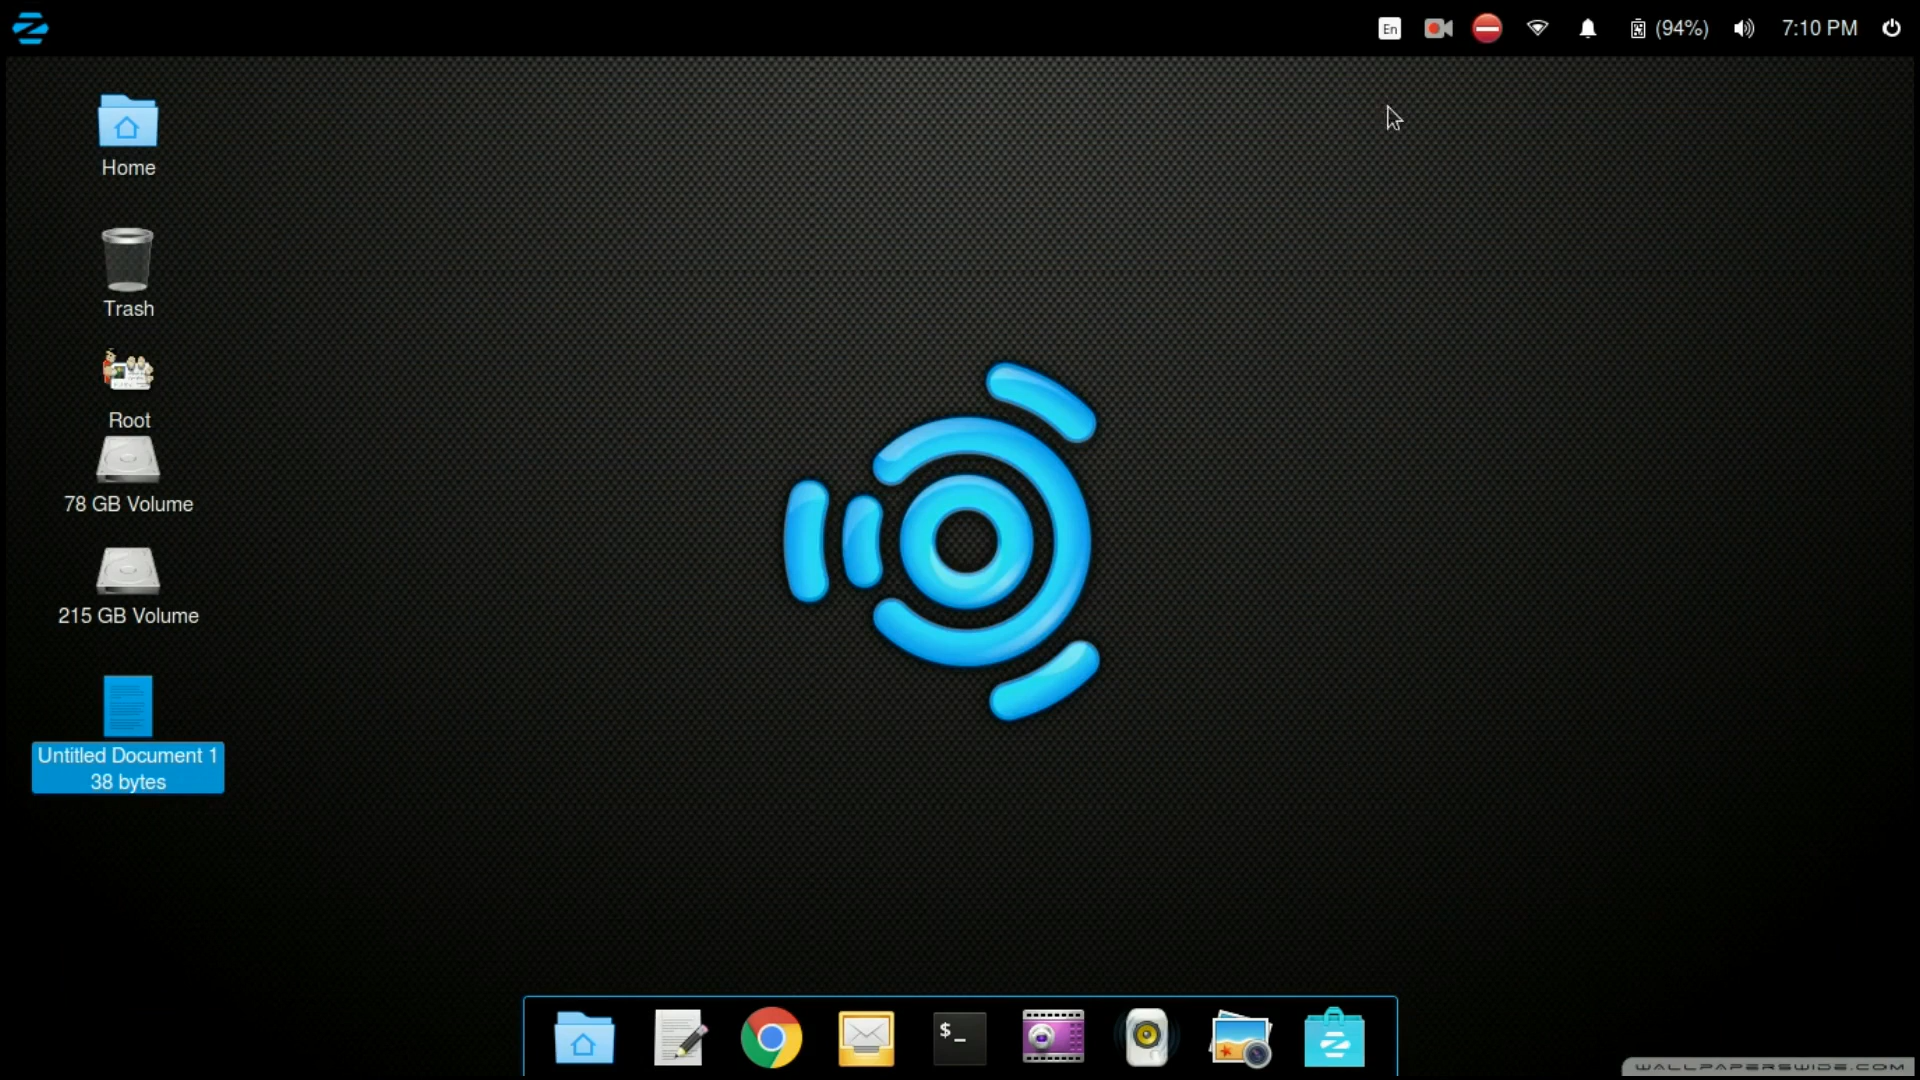 En
(94%)
7:10 PM
Home
Trash
Root
78 GB Volume
215 GB Volume
Untitled Document 1
38 bytes
$_
WALLPAPERSWIDE.COM